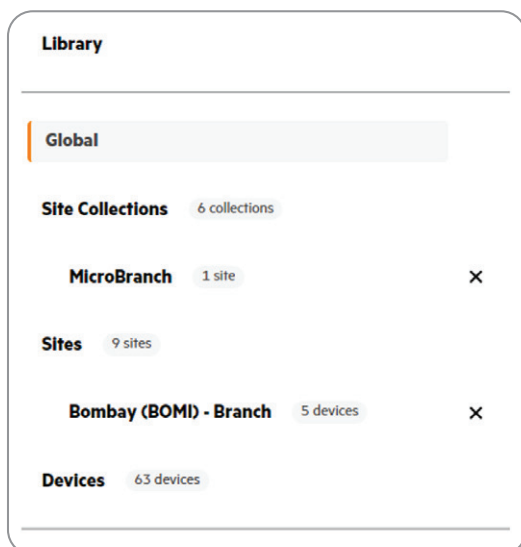 Library
Global
Site Collections 6 collections
MicroBranch 1 site
Sites 9 sites
Bombay (BOMI) - Branch 5 devices
Devices 63 devices